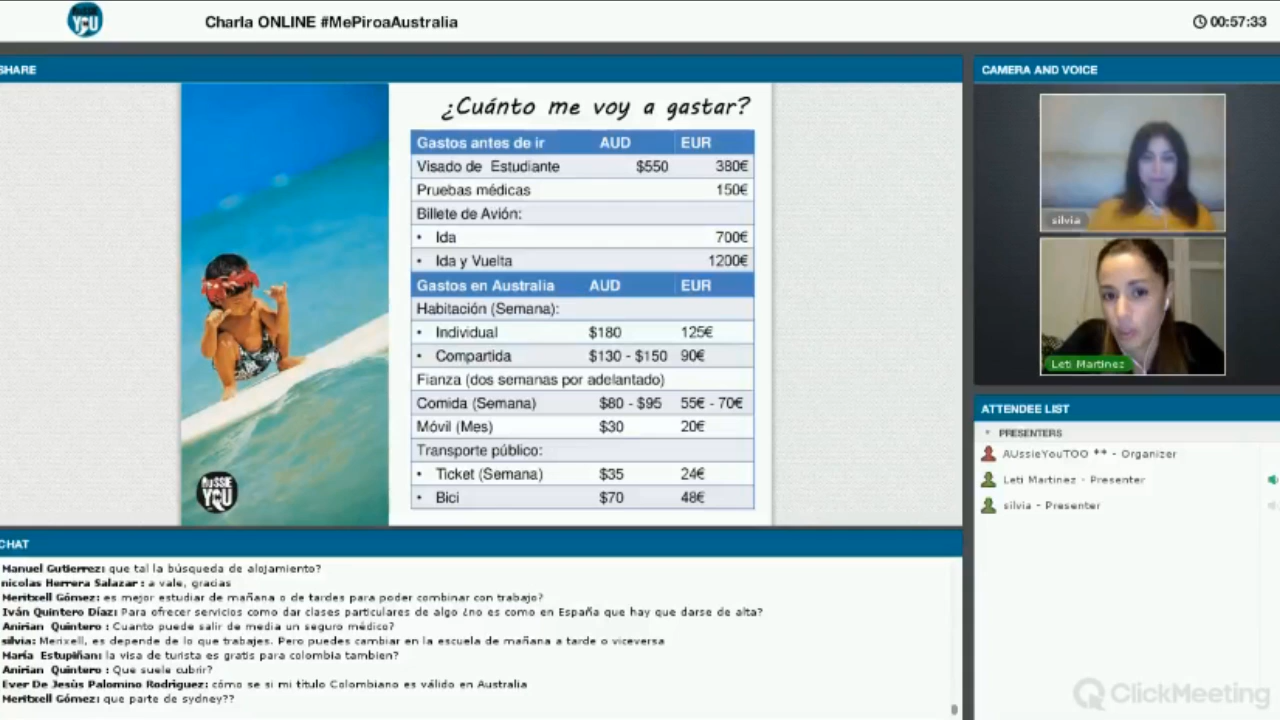 AUSSIE
YOU
Charla ONLINE #MePiroaAustralia
00:57:33
SHARE
¿Cuánto me voy a gastar?
Gastos antes de ir AUD EUR
Visado de Estudiante $550 380€
Pruebas médicas 150€
Billete de Avión:
• Ida 700€
• Ida y Vuelta 1200€
Gastos en Australia AUD EUR
Habitación (Semana):
• Individual $180 125€
• Compartida $130 - $150 90€
Fianza (dos semanas por adelantado)
Comida (Semana) $80 - $95 55€ - 70€
Móvil (Mes) $30 20€
Transporte público:
• Ticket (Semana) $35 24€
• Bici $70 48€
AUSSIE
YOU
CAMERA AND VOICE
silvia
Leti Martinez
ATTENDEE LIST
PRESENTERS
AUssieYouTOO ** - Organizer
Leti Martinez - Presenter
silvia - Presenter
CHAT
Manuel Gutierrez: que tal la búsqueda de alojamiento?
nicolas Herrera Salazar : a vale, gracias
Meritxell Gómez: es mejor estudiar de mañana o de tardes para poder combinar con trabajo?
Iván Quintero Díaz: Para ofrecer servicios como dar clases particulares de algo ¿no es como en España que hay que darse de alta?
Anirian Quintero : Cuanto puede salir de media un seguro médico?
silvia: Merixell, es depende de lo que trabajes. Pero puedes cambiar en la escuela de mañana a tarde o viceversa
María Estupiñan: la visa de turista es gratis para colombia tambien?
Anirian Quintero : Que suele cubrir?
Ever De Jesùs Palomino Rodriguez: cómo se si mi título Colombiano es válido en Australia
Meritxell Gómez: que parte de sydney??
ClickMeeting